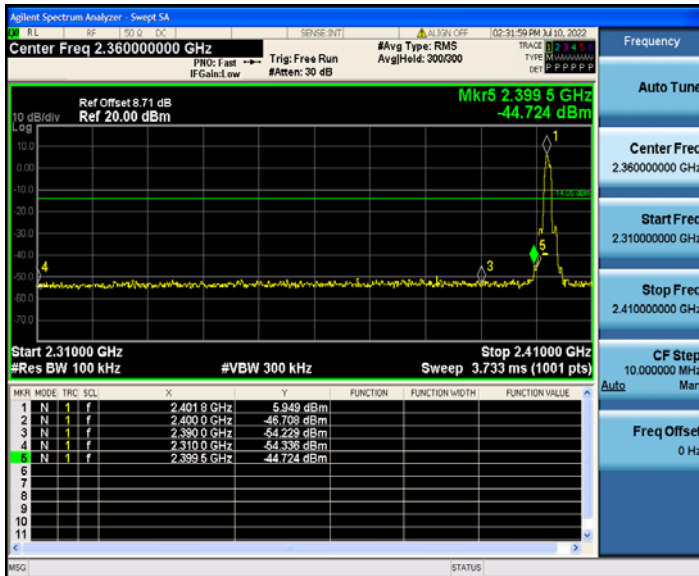 Agilent Spectrum Analyzer - Swept SA
RL RF 50 Ω DC SENSE:INT ALIGN OFF 02:31:59 PM Jul 10, 2022
Center Freq 2.360000000 GHz
PNO: Fast Trig: Free Run
IFGain:Low #Atten: 30 dB
#Avg Type: RMS
Avg|Hold: 300/300
TRACE 1 2 3 4 5 6
TYPE MWWWWW
DET P P P P P P
Ref Offset 8.71 dB
10 dB/div Ref 20.00 dBm
Log
Mkr5 2.399 5 GHz
-44.724 dBm
10.0
0.00
-10.0
-20.0
-30.0
-40.0
-50.0
-60.0
-70.0
1
5
3
4
Start 2.31000 GHz Stop 2.41000 GHz
#Res BW 100 kHz #VBW 300 kHz Sweep 3.733 ms (1001 pts)
MKR MODE TRC SCL X Y FUNCTION FUNCTION WIDTH FUNCTION VALUE
1 N 1 f 2.401 8 GHz 5.949 dBm
2 N 1 f 2.400 0 GHz -46.708 dBm
3 N 1 f 2.390 0 GHz -54.229 dBm
4 N 1 f 2.310 0 GHz -54.336 dBm
5 N 1 f 2.399 5 GHz -44.724 dBm
6
7
8
9
10
11
MSG STATUS
Frequency
Auto Tune
Center Freq
2.360000000 GHz
Start Freq
2.310000000 GHz
Stop Freq
2.410000000 GHz
CF Step
10.000000 MHz
Auto Man
Freq Offset
0 Hz